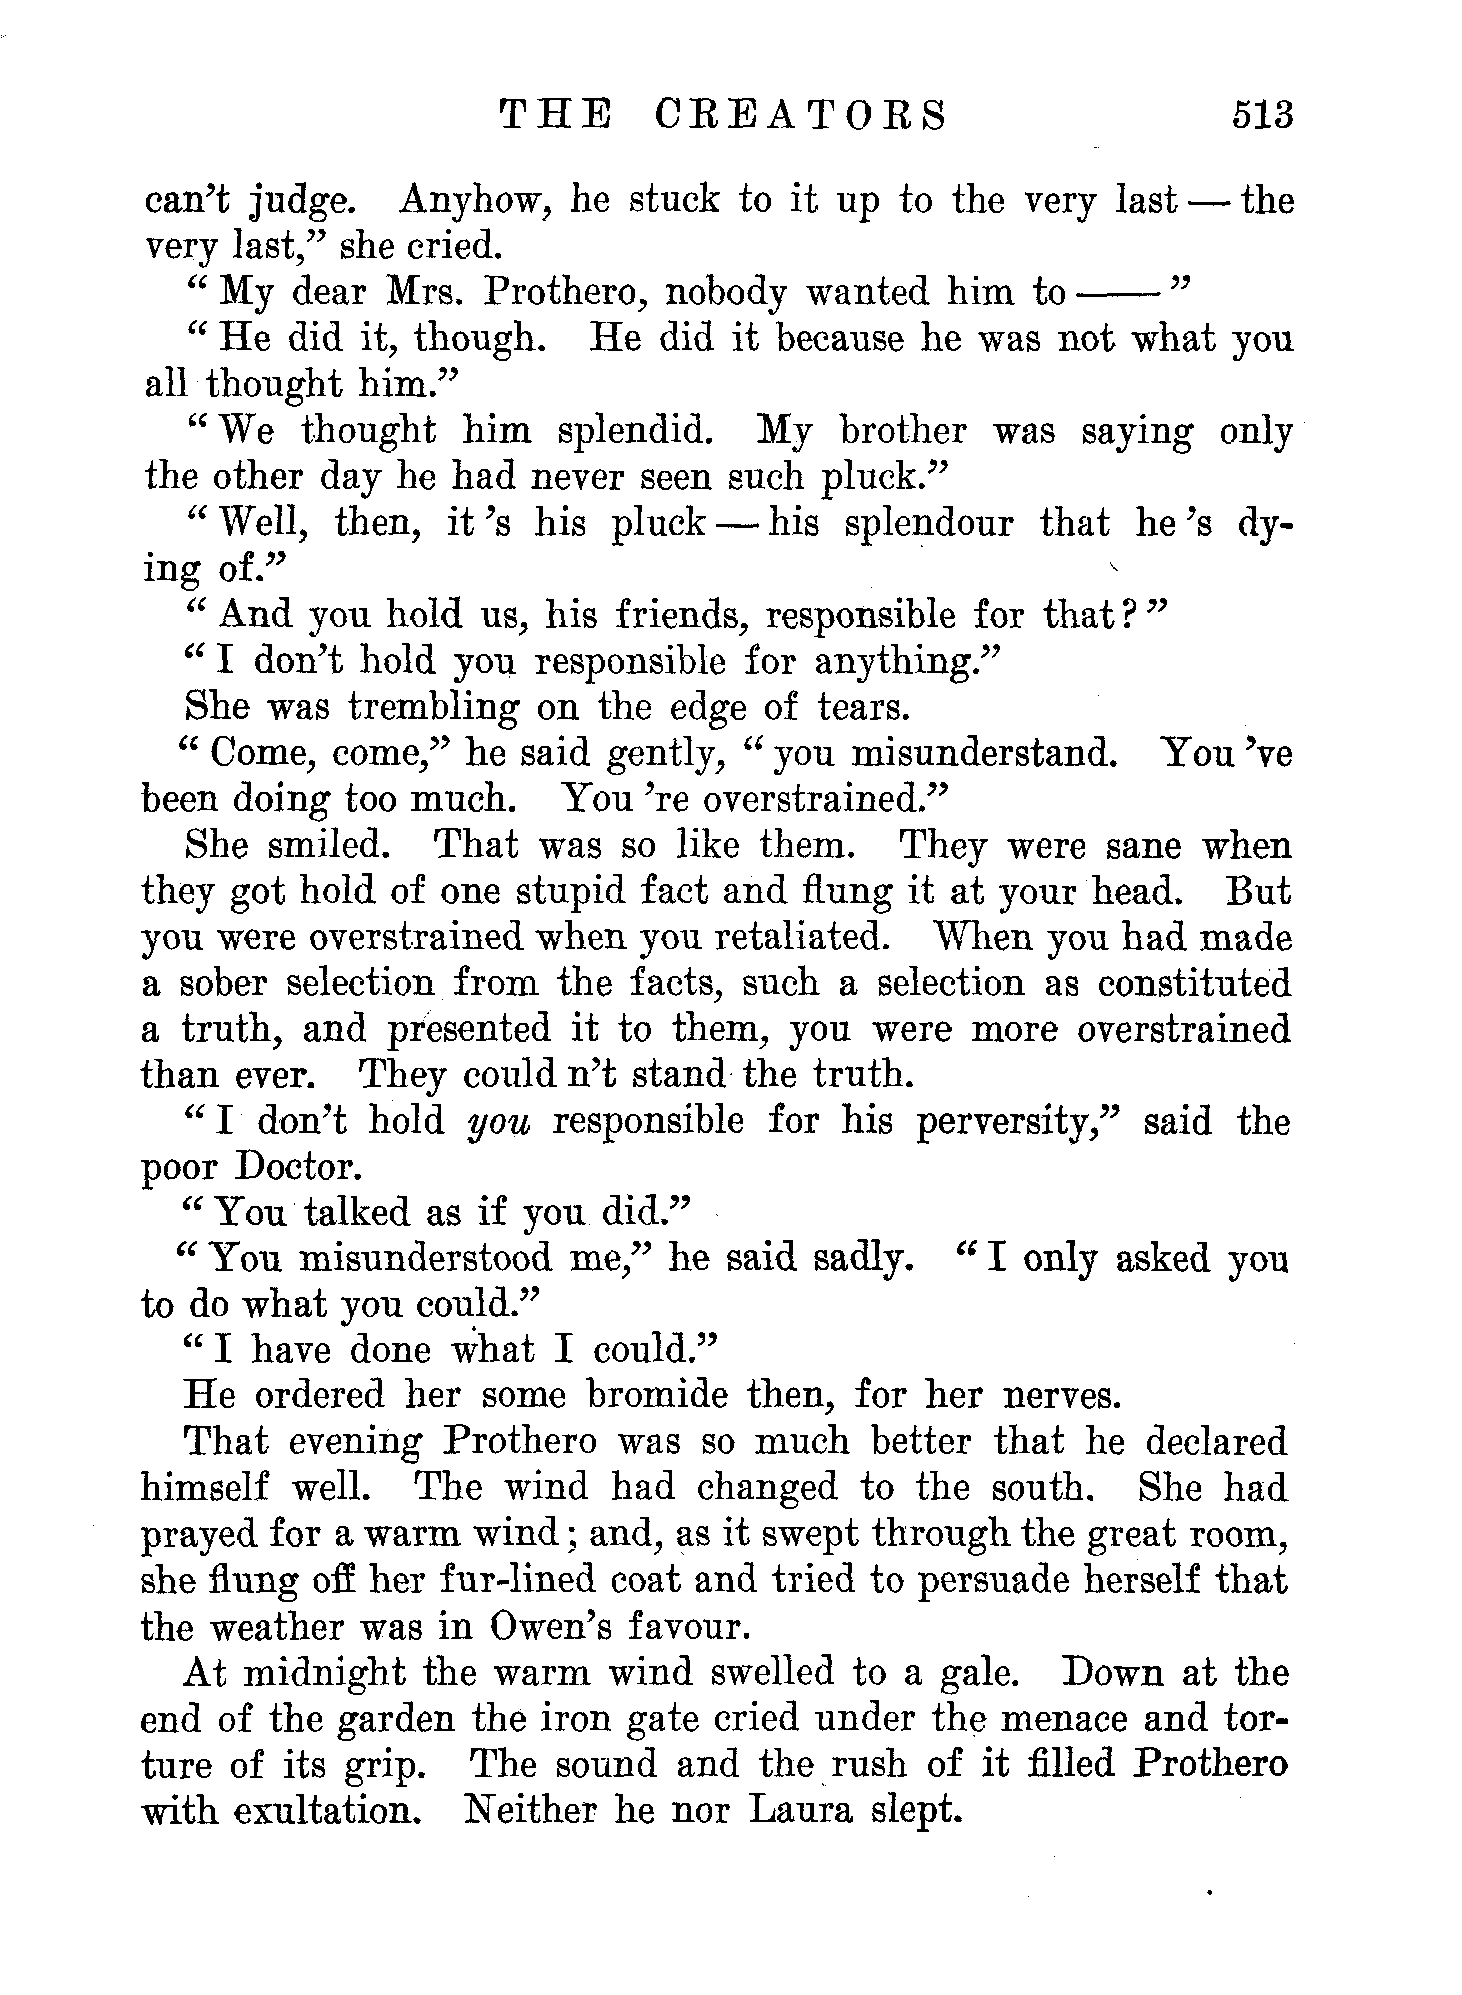 THE CREATORS 513
can't judge. Anyhow, he stuck to it up to the very last — the
very last,” she cried.
“ My dear Mrs. Prothero, nobody wanted him to —— ”
“ He did it, though. He did it because he was not what you
all thought him.”
“ We thought him splendid. My brother was saying only
the other day he had never seen such pluck.”
“ Well, then, it 's his pluck — his splendour that he 's dy-
ing of.”
“ And you hold us, his friends, responsible for that? ”
“ I don't hold you responsible for anything.”
She was trembling on the edge of tears.
“ Come, come,” he said gently, “ you misunderstand. You 've
been doing too much. You 're overstrained.”
She smiled. That was so like them. They were sane when
they got hold of one stupid fact and flung it at your head. But
you were overstrained when you retaliated. When you had made
a sober selection from the facts, such a selection as constituted
a truth, and presented it to them, you were more overstrained
than ever. They could n't stand the truth.
“ I don't hold you responsible for his perversity,” said the
poor Doctor.
“ You talked as if you did.”
“ You misunderstood me,” he said sadly. “ I only asked you
to do what you could.”
“ I have done what I could.”
He ordered her some bromide then, for her nerves.
That evening Prothero was so much better that he declared
himself well. The wind had changed to the south. She had
prayed for a warm wind ; and, as it swept through the great room,
she flung off her fur-lined coat and tried to persuade herself that
the weather was in Owen's favour.
At midnight the warm wind swelled to a gale. Down at the
end of the garden the iron gate cried under the menace and tor-
ture of its grip. The sound and the rush of it filled Prothero
with exultation. Neither he nor Laura slept.